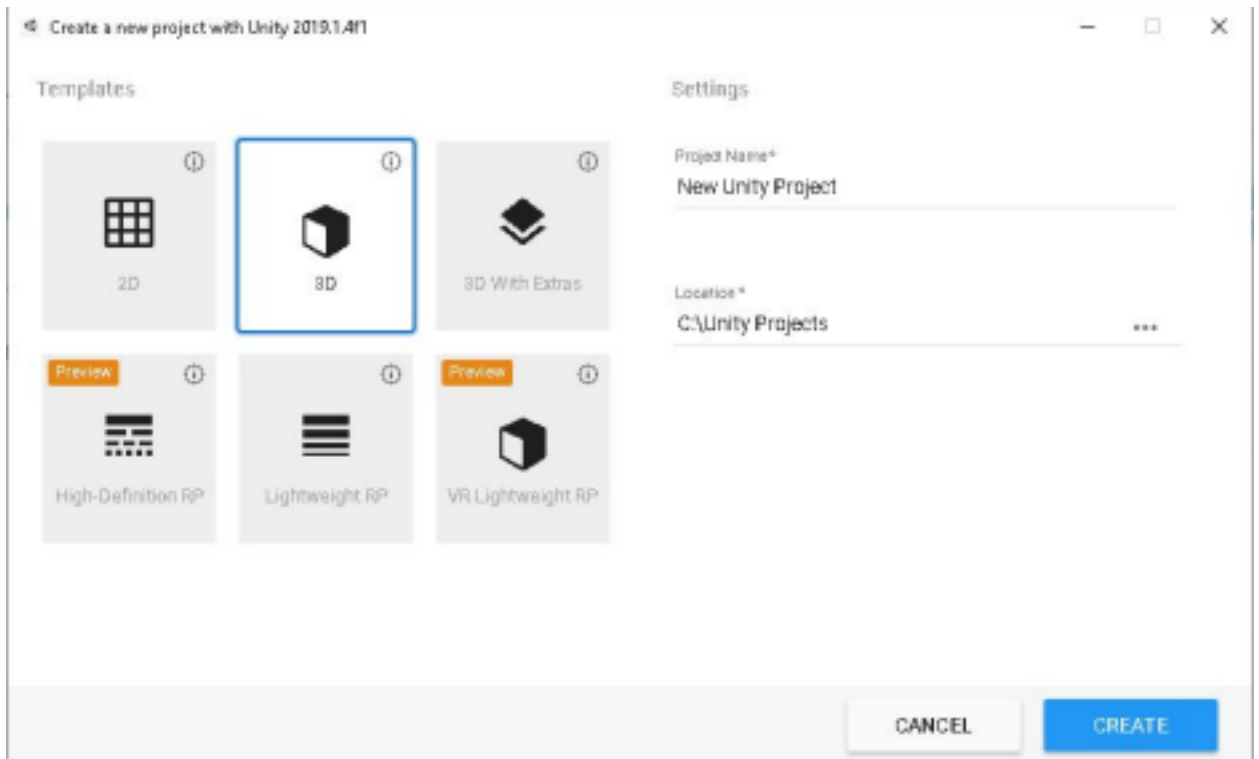 Create a new project with Unity 2019.1.4f1
Templates
Settings
2D
3D
3D With Extras
Preview
High-Definition RP
Lightweight RP
Preview
VR Lightweight RP
Project Name*
New Unity Project
Location *
C:\Unity Projects
...
CANCEL
CREATE